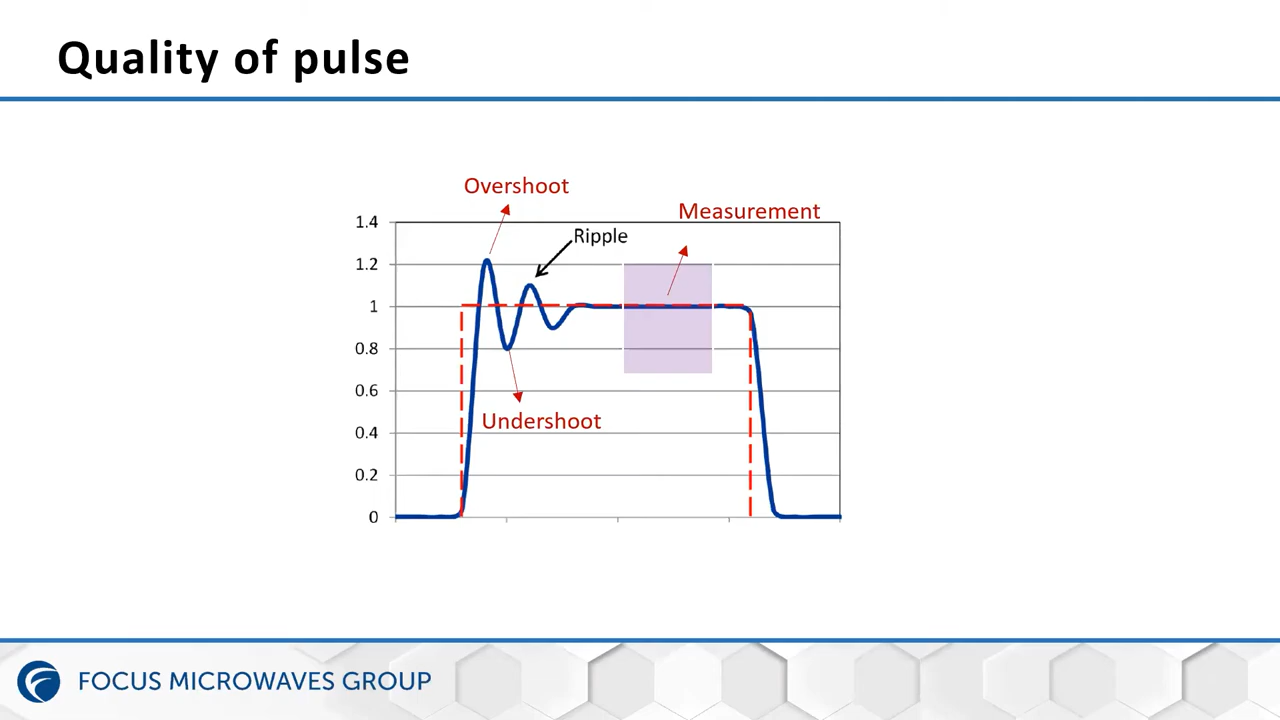 Quality of pulse
Overshoot
Measurement
1.4
Ripple
1.2
1
0.8
0.6
Undershoot
0.4
0.2
0
FOCUS MICROWAVES GROUP